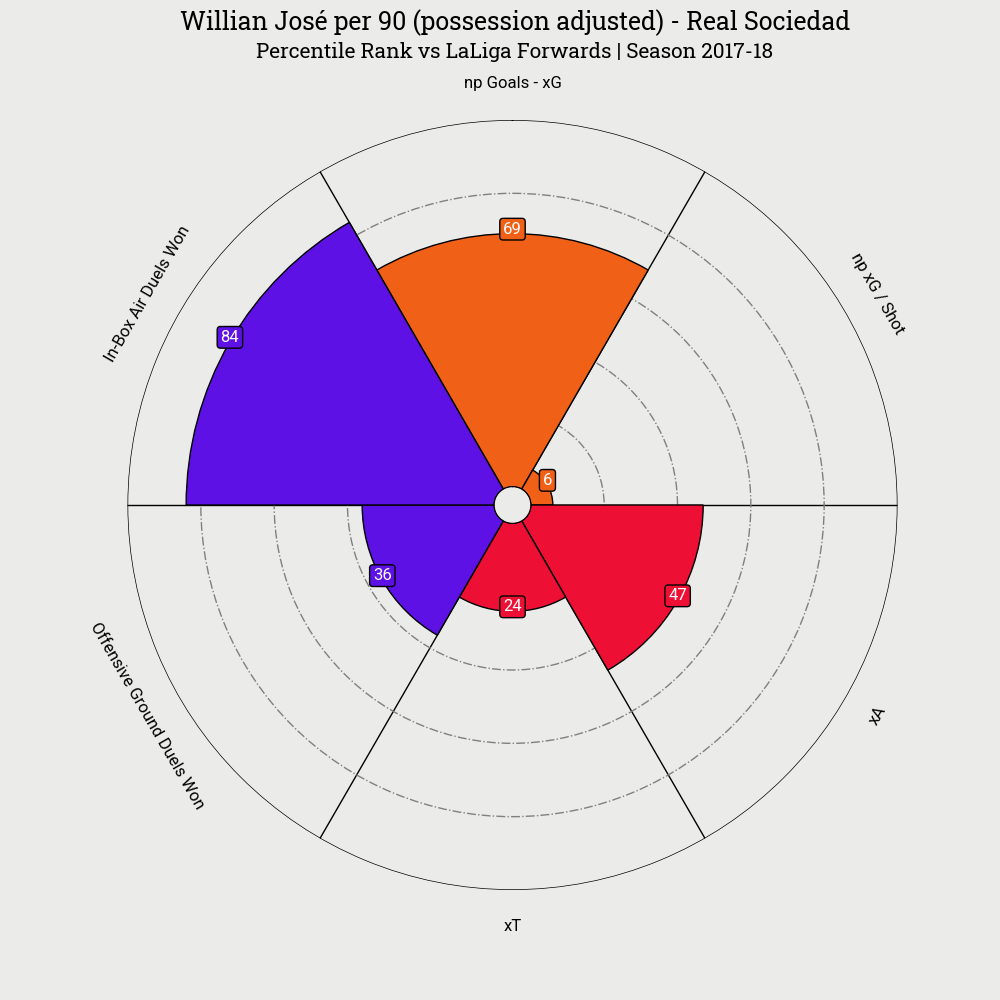 Willian José per 90 (possession adjusted) - Real Sociedad
Percentile Rank vs LaLiga Forwards | Season 2017-18
np Goals - xG
69
np xG / Shot
6
In-Box Air Duels Won
84
Offensive Ground Duels Won
36
24
47
xA
xT